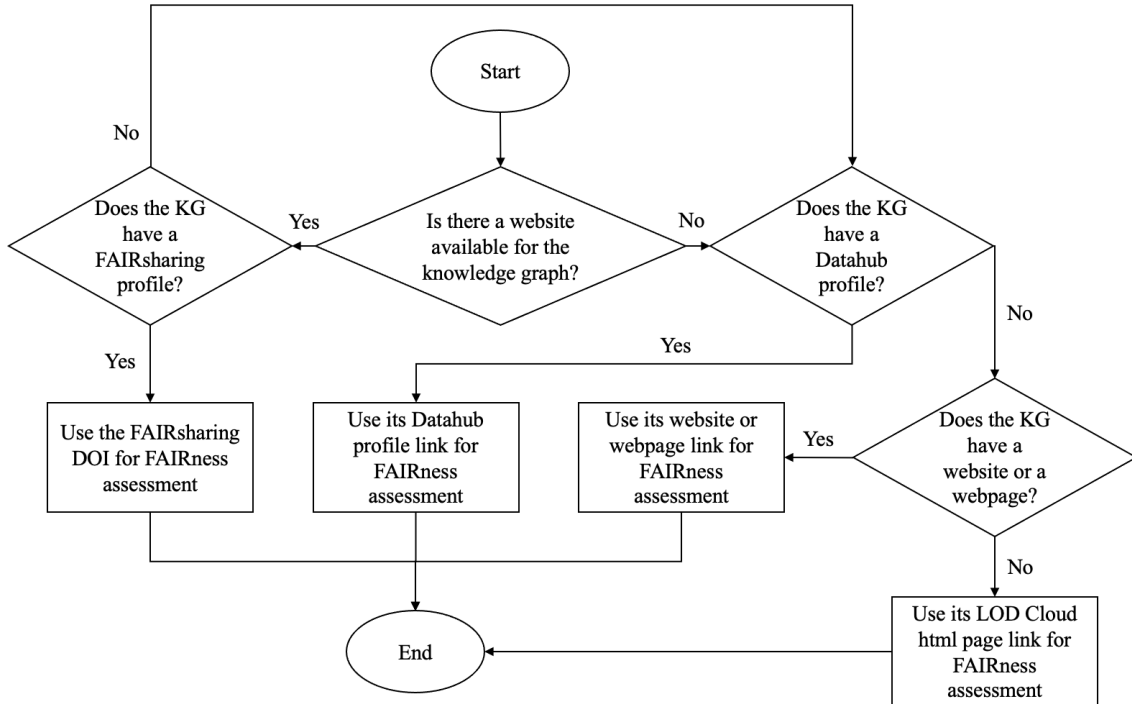 Start
No
Does the KG
have a
FAIRsharing
profile?
Yes
Is there a website
available for the
knowledge graph?
No
Does the KG
have a
Datahub
profile?
No
Yes
Yes
Use the FAIRsharing
DOI for FAIRness
assessment
Use its Datahub
profile link for
FAIRness
assessment
Use its website or
webpage link for
FAIRness
assessment
Yes
Does the KG
have a
website or a
webpage?
No
End
Use its LOD Cloud
html page link for
FAIRness
assessment